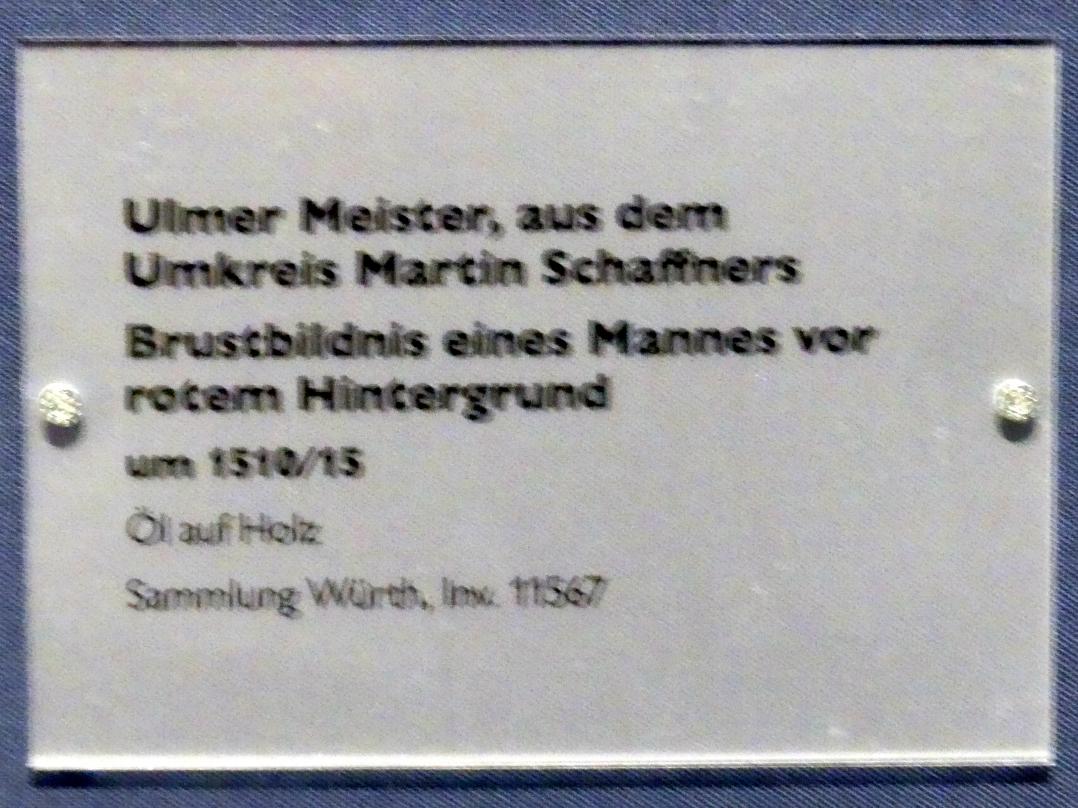 Ulmer Meister, aus dem
Umkreis Martin Schaffners
Brustbildnis eines Mannes vor
rotem Hintergrund
um 1510/15
Öl auf Holz
Sammlung Würth, Inv. 11567